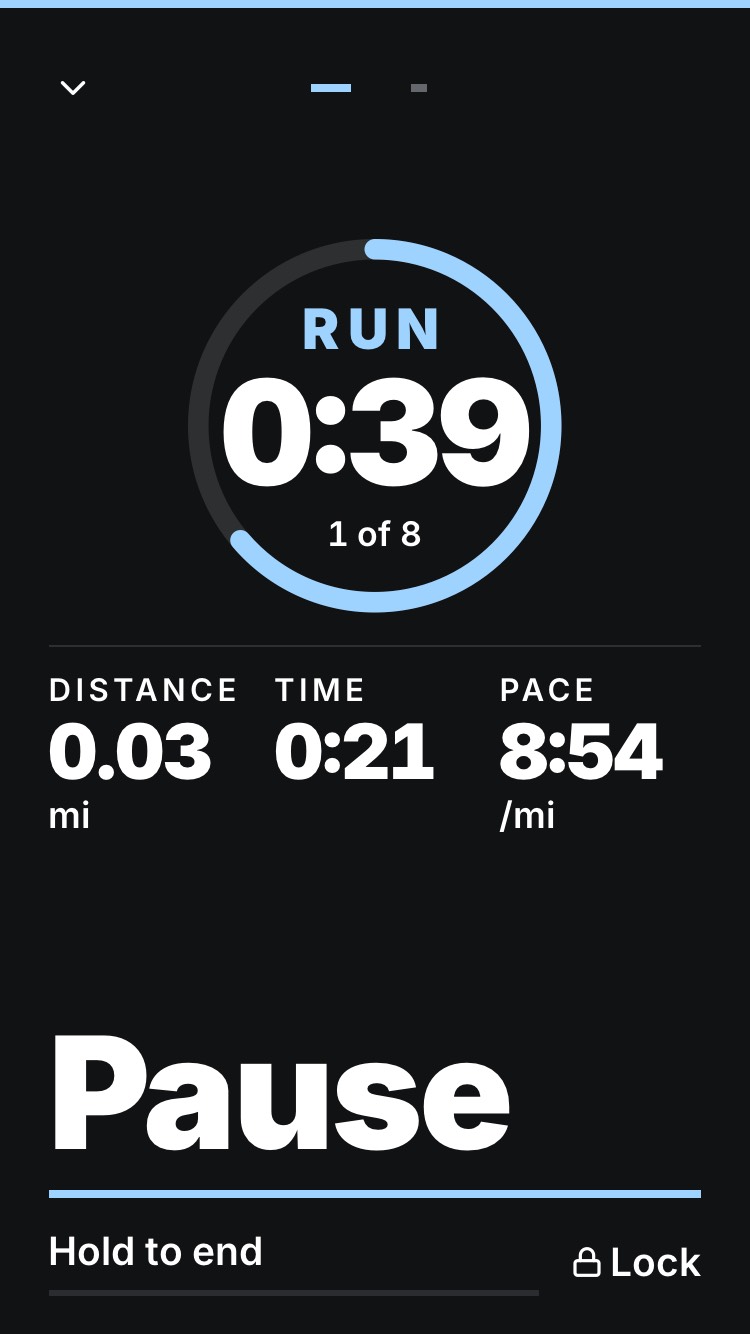 RUN
0:39
1 of 8
DISTANCE TIME PACE
0.03 0:21 8:54
mi /mi
Pause
Hold to end
Lock